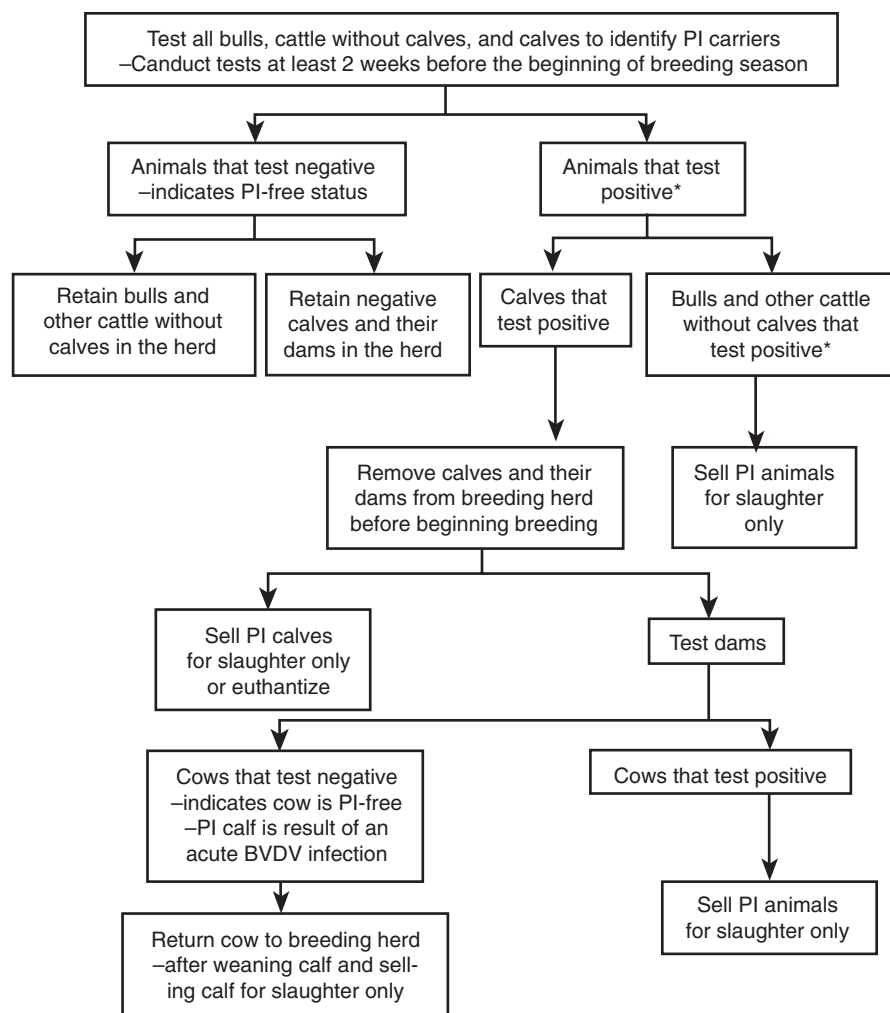 Test all bulls, cattle without calves, and calves to identify PI carriers
–Canduct tests at least 2 weeks before the beginning of breeding season
Animals that test negative
–indicates PI-free status
Animals that test
positive*
Retain bulls and
other cattle without
calves in the herd
Retain negative
calves and their
dams in the herd
Calves that
test positive
Bulls and other cattle
without calves that
test positive*
Remove calves and their
dams from breeding herd
before beginning breeding
Sell PI animals
for slaughter
only
Sell PI calves
for slaughter only
or euthantize
Test dams
Cows that test negative
–indicates cow is PI-free
–PI calf is result of an
acute BVDV infection
Cows that test positive
Return cow to breeding herd
–after weaning calf and sell-
ing calf for slaughter only
Sell PI animals
for slaughter only